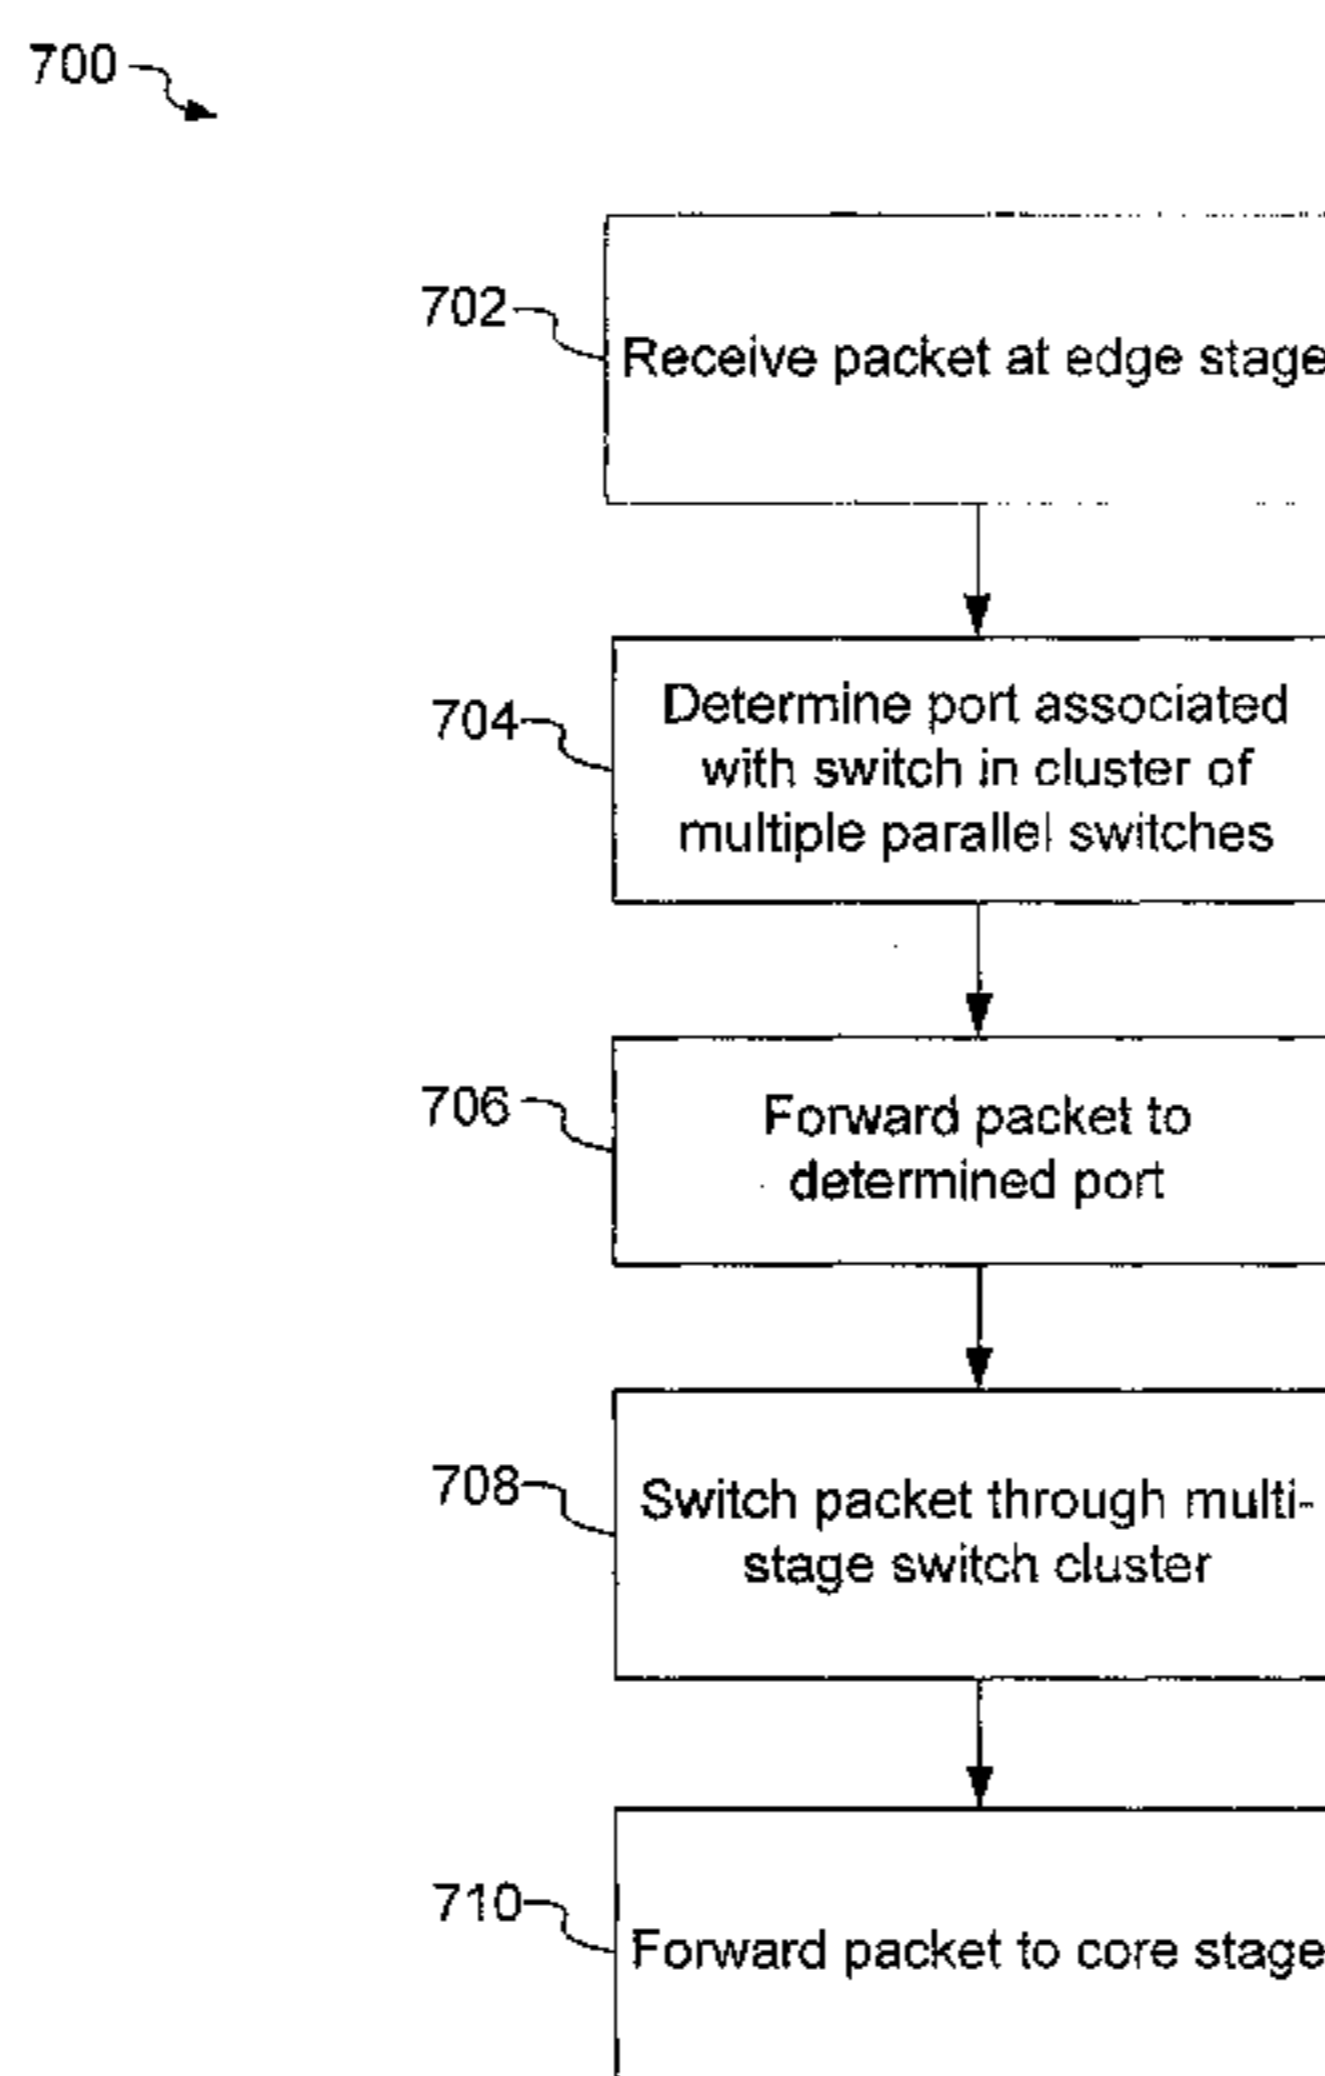 700
702
Receive packet at edge stage
704
Determine port associated
with switch in cluster of
multiple parallel switches
706
Forward packet to
determined port
708
Switch packet through multi-
stage switch cluster
710
Forward packet to core stage